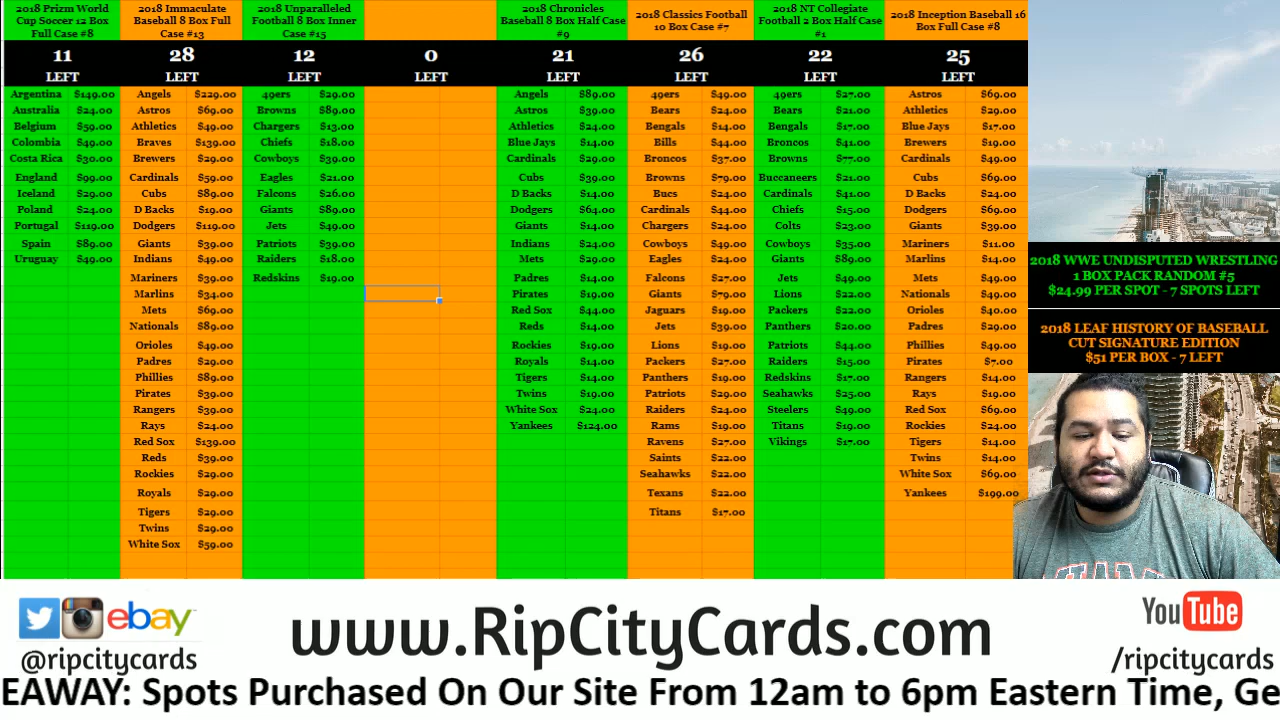 2018 Prizm World
Cup Soccer 12 Box
Full Case #8
11
LEFT
Argentina $149.00
Australia $24.00
Belgium $59.00
Colombia $49.00
Costa Rica $30.00
England $99.00
Iceland $29.00
Poland $24.00
Portugal $119.00
Spain $89.00
Uruguay $49.00
2018 Immaculate
Baseball 8 Box Full
Case #13
28
LEFT
Angels $229.00
Astros $69.00
Athletics $49.00
Braves $139.00
Brewers $29.00
Cardinals $59.00
Cubs $89.00
D Backs $19.00
Dodgers $119.00
Giants $39.00
Indians $49.00
Mariners $39.00
Marlins $34.00
Mets $69.00
Nationals $89.00
Orioles $49.00
Padres $29.00
Phillies $89.00
Pirates $39.00
Rangers $39.00
Rays $24.00
Red Sox $139.00
Reds $39.00
Rockies $29.00
Royals $29.00
Tigers $29.00
Twins $29.00
White Sox $59.00
2018 Unparalleled
Football 8 Box Inner
Case #15
12
LEFT
49ers $29.00
Browns $89.00
Chargers $13.00
Chiefs $18.00
Cowboys $39.00
Eagles $21.00
Falcons $26.00
Giants $89.00
Jets $49.00
Patriots $39.00
Raiders $18.00
Redskins $19.00
0
LEFT
2018 Chronicles
Baseball 8 Box Half Case
#9
21
LEFT
Angels $89.00
Astros $39.00
Athletics $24.00
Blue Jays $14.00
Cardinals $29.00
Cubs $39.00
D Backs $14.00
Dodgers $64.00
Giants $14.00
Indians $24.00
Mets $29.00
Padres $14.00
Pirates $19.00
Red Sox $44.00
Reds $14.00
Rockies $19.00
Royals $14.00
Tigers $14.00
Twins $19.00
White Sox $24.00
Yankees $124.00
2018 Classics Football
10 Box Case #7
26
LEFT
49ers $49.00
Bears $24.00
Bengals $14.00
Bills $44.00
Broncos $37.00
Browns $79.00
Bucs $24.00
Cardinals $44.00
Chargers $24.00
Cowboys $49.00
Eagles $24.00
Falcons $27.00
Giants $79.00
Jaguars $19.00
Jets $39.00
Lions $19.00
Packers $27.00
Panthers $19.00
Patriots $29.00
Raiders $24.00
Rams $19.00
Ravens $27.00
Saints $22.00
Seahawks $22.00
Texans $22.00
Titans $17.00
2018 NT Collegiate
Football 2 Box Half Case
#1
22
LEFT
49ers $27.00
Bears $21.00
Bengals $17.00
Broncos $41.00
Browns $77.00
Buccaneers $21.00
Cardinals $41.00
Chiefs $15.00
Colts $23.00
Cowboys $35.00
Giants $89.00
Jets $49.00
Lions $22.00
Packers $22.00
Panthers $20.00
Patriots $44.00
Raiders $15.00
Redskins $17.00
Seahawks $25.00
Steelers $49.00
Titans $19.00
Vikings $17.00
2018 Inception Baseball 16
Box Full Case #8
25
LEFT
Astros $69.00
Athletics $29.00
Blue Jays $17.00
Brewers $19.00
Cardinals $49.00
Cubs $69.00
D Backs $24.00
Dodgers $69.00
Giants $39.00
Mariners $11.00
Marlins $14.00
Mets $49.00
Nationals $49.00
Orioles $40.00
Padres $29.00
Phillies $49.00
Pirates $7.00
Rangers $14.00
Rays $19.00
Red Sox $69.00
Rockies $24.00
Tigers $14.00
Twins $14.00
White Sox $69.00
Yankees $199.00
2018 WWE UNDISPUTED WRESTLING
1 BOX PACK RANDOM #5
$24.99 PER SPOT - 7 SPOTS LEFT
2018 LEAF HISTORY OF BASEBALL
CUT SIGNATURE EDITION
$51 PER BOX - 7 LEFT
ebay
@ripcitycards
www.RipCityCards.com
YouTube
/ripcitycards
EAWAY: Spots Purchased On Our Site From 12am to 6pm Eastern Time, Ge